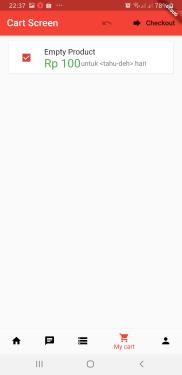 22:37
78%
Cart Screen
Checkout
Empty Product
Rp 100 untuk <tahu-deh> hari
My cart